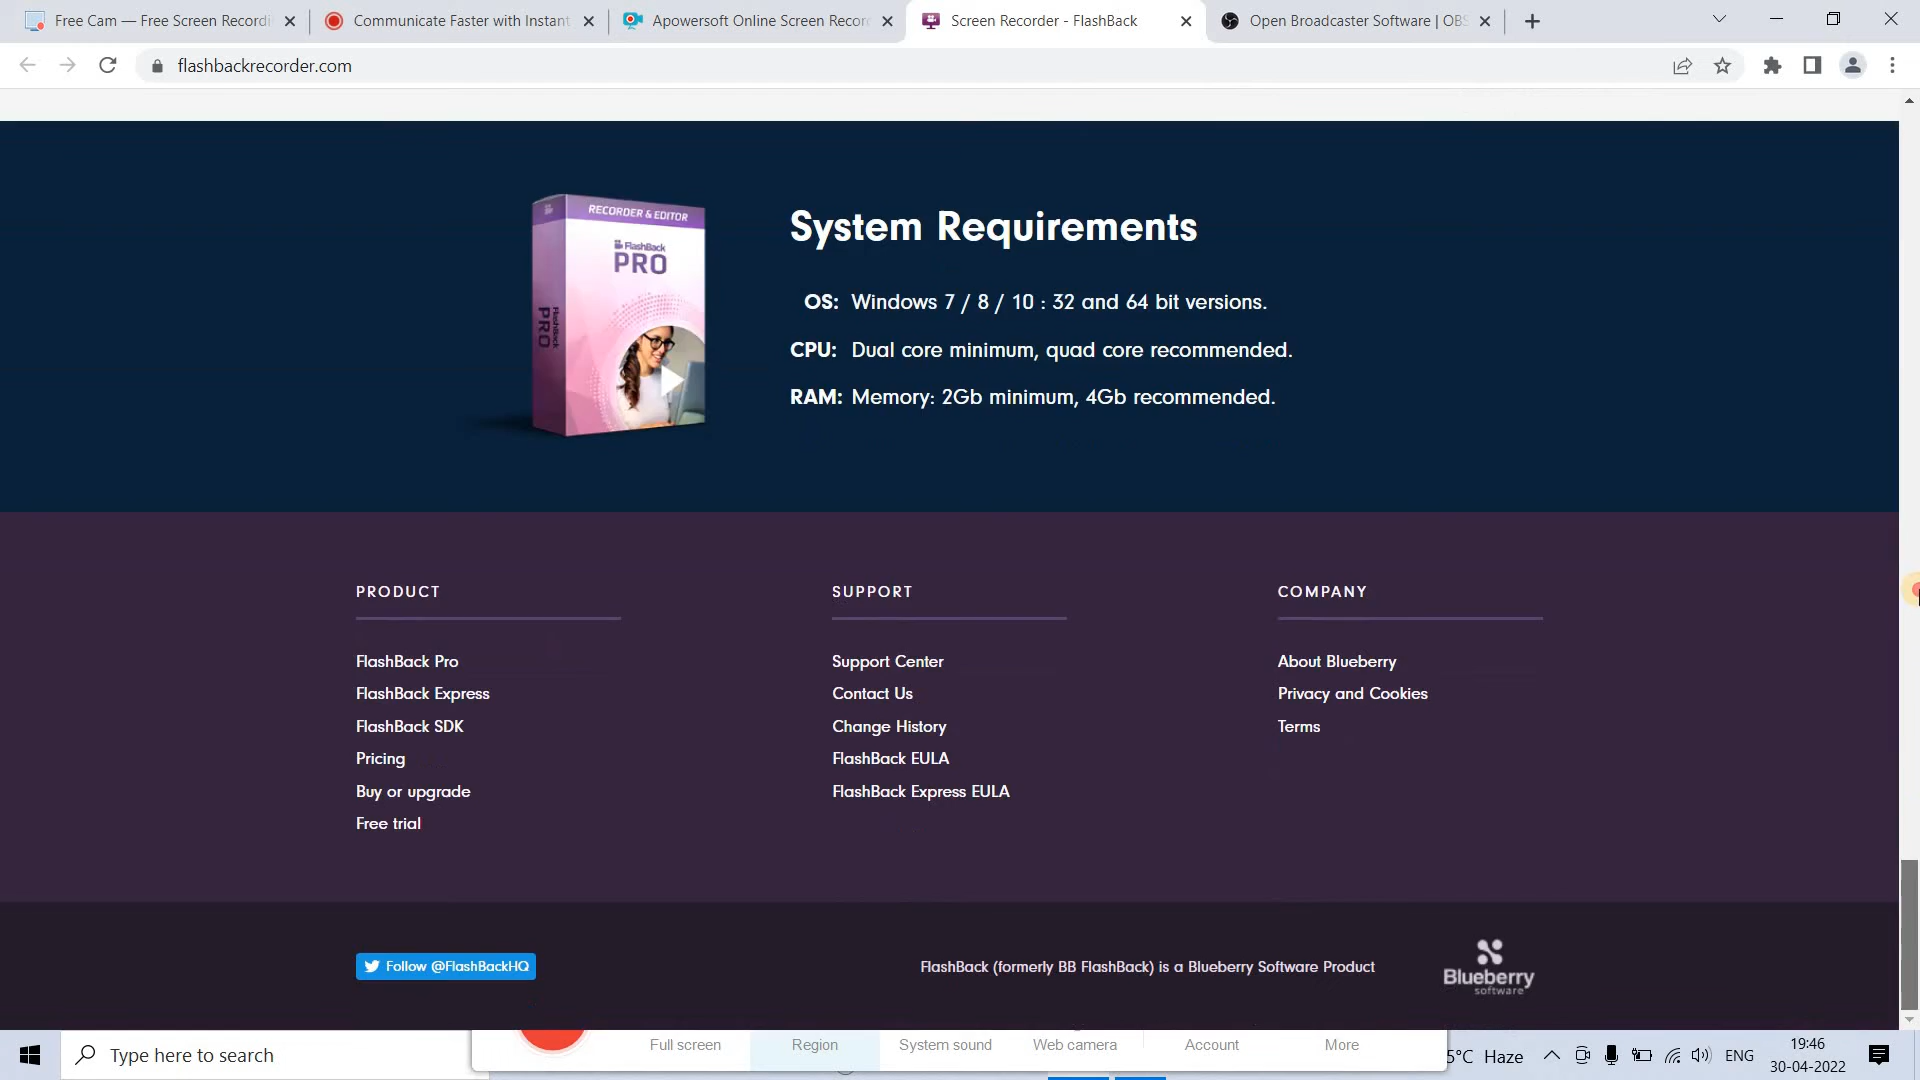 Free Cam — Free Screen Recordi
Communicate Faster with Instant
Apowersoft Online Screen Recor
Screen Recorder - FlashBack
Open Broadcaster Software | OBS
flashbackrecorder.com
RECORDER & EDITOR
FlashBack
PRO
FlashBack
PRO
System Requirements
OS: Windows 7 / 8 / 10 : 32 and 64 bit versions.
CPU: Dual core minimum, quad core recommended.
RAM: Memory: 2Gb minimum, 4Gb recommended.
PRODUCT
FlashBack Pro
FlashBack Express
FlashBack SDK
Pricing
Buy or upgrade
Free trial
SUPPORT
Support Center
Contact Us
Change History
FlashBack EULA
FlashBack Express EULA
COMPANY
About Blueberry
Privacy and Cookies
Terms
Follow @FlashBackHQ
FlashBack (formerly BB FlashBack) is a Blueberry Software Product
Blueberry
software
Type here to search
Full screen
Region
System sound
Web camera
Account
More
5°C Haze
ENG
19:46
30-04-2022